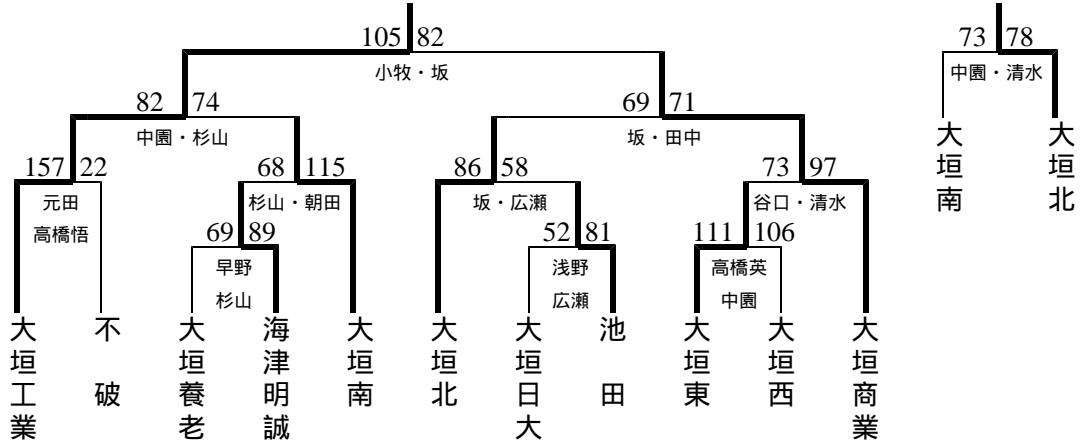 105 82
73 78
小牧・坂
中園・清水
82 74
69 71
中園・杉山
坂・田中
157 22
68 115
86 58
73 97
元田
高橋悟
杉山・朝田
坂・広瀬
谷口・清水
69 89
52 81
111 106
早野
杉山
浅野
広瀬
高橋英
中園
大垣工業
不破
大垣養老
海津明誠
大垣南
大垣北
大垣日大
池田
大垣東
大垣西
大垣商業
大垣南
大垣北